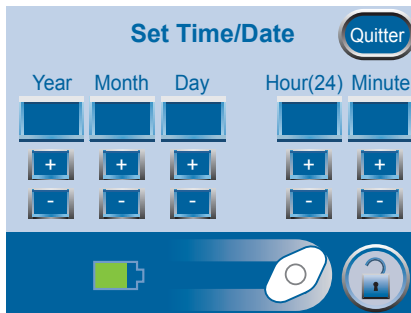 Set Time/Date
Quitter
Year Month Day Hour(24) Minute
+ + + + +
- - - - -